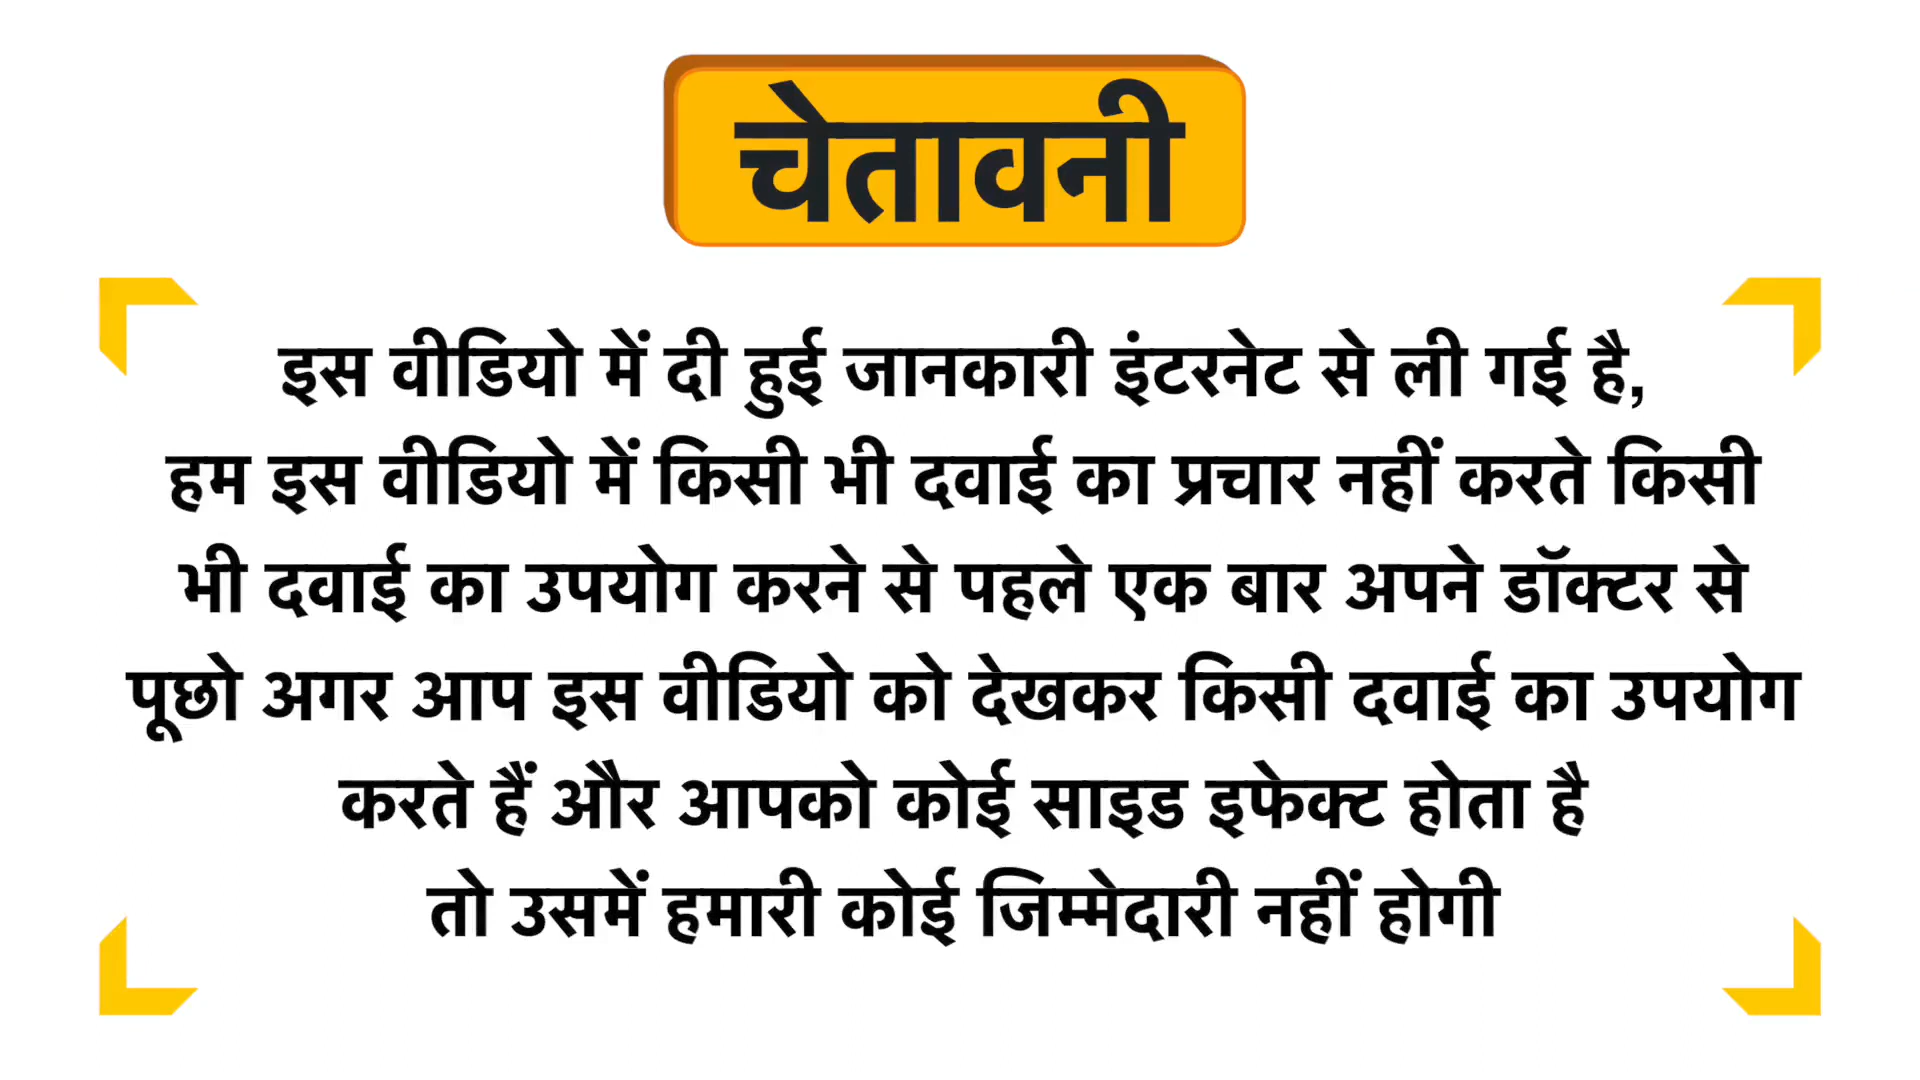 चेतावनी
इस वीडियो में दी हुई जानकारी इंटरनेट से ली गई है,
हम इस वीडियो में किसी भी दवाई का प्रचार नहीं करते किसी
भी दवाई का उपयोग करने से पहले एक बार अपने डॉक्टर से
पूछो अगर आप इस वीडियो को देखकर किसी दवाई का उपयोग
करते हैं और आपको कोई साइड इफेक्ट होता है
तो उसमें हमारी कोई जिम्मेदारी नहीं होगी